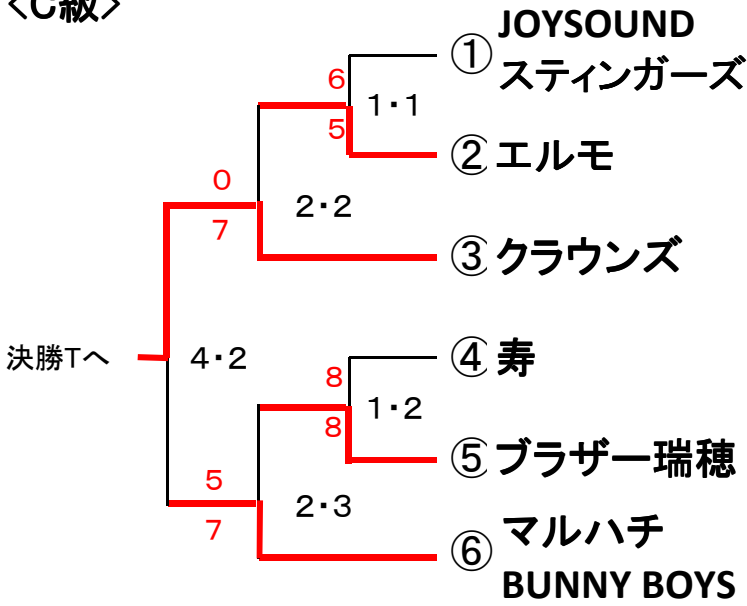 <C級>
① JOYSOUND
スティンガーズ
6
1・1
5
② エルモ
0
2・2
7
③ クラウンズ
決勝Tへ
4・2
④ 寿
8
1・2
8
⑤ ブラザー瑞穂
5
2・3
7
⑥ マルハチ
BUNNY BOYS